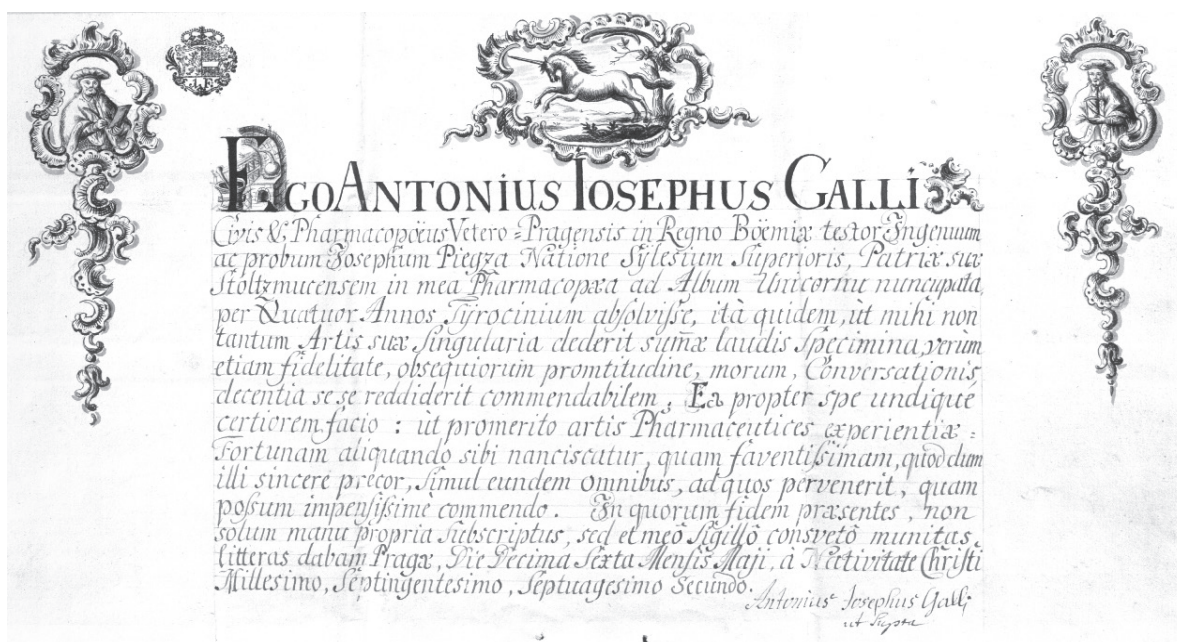 EGO ANTONIUS IOSEPHUS GALLI
Civis & Pharmacopœus Vetero=Pragensis in Regno Böemiæ testor Ingenuum
ac probum Josephum Piegza Natione Sylesium Superioris, Patriæ suæ
Stoltzmucensem in mea Pharmacopæa ad Album Unicornu nuncupata,
per Quatuor Annos Tyrocinium absolvisse, ità quidem, ùt mihi non
tantum Artis suæ Singularia dederit sum̄æ laudis Specimina, verùm
etiam fidelitate, obsequiorum promtitudine, morum, Conversationis
decentia se se reddiderit commendabilem, Ea propter spe undiquè
certiorem facio : ùt promerito artis Pharmaceutices experientiæ =
Fortunam aliquando sibi nanciscatur, quam faventissimam, quod dum
illi sincerè precor, Simul eundem omnibus, ad quos pervenerit, quam
possum impensissimè commendo. In quorum fidem præsentes, non
solum manu propria subscriptus, sed et meô Sigillô consvetô munitas,
litteras dabam Pragæ, Die Decima Sexta Mensis Maji, à Nativitate Christi
Millesimo, Septingentesimo, Septuagesimo Secundo.
Antonius Josephus Galli
ut supra